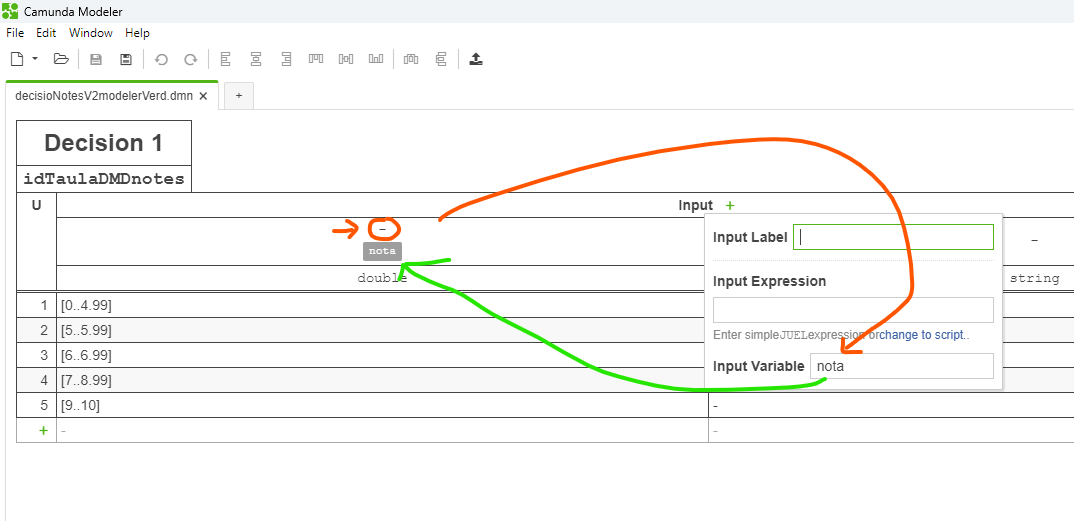 Camunda Modeler
File Edit Window Help
decisioNotesV2modelerVerd.dmn × +
Decision 1
idTaulaDMDnotes
U Input +
Input Label
- -
nota
Input Expression
double string
1 [0..4.99]
2 [5..5.99]
Enter simple JUEL expression or change to script..
3 [6..6.99]
4 [7..8.99]
Input Variable nota
5 [9..10] -
+ - -